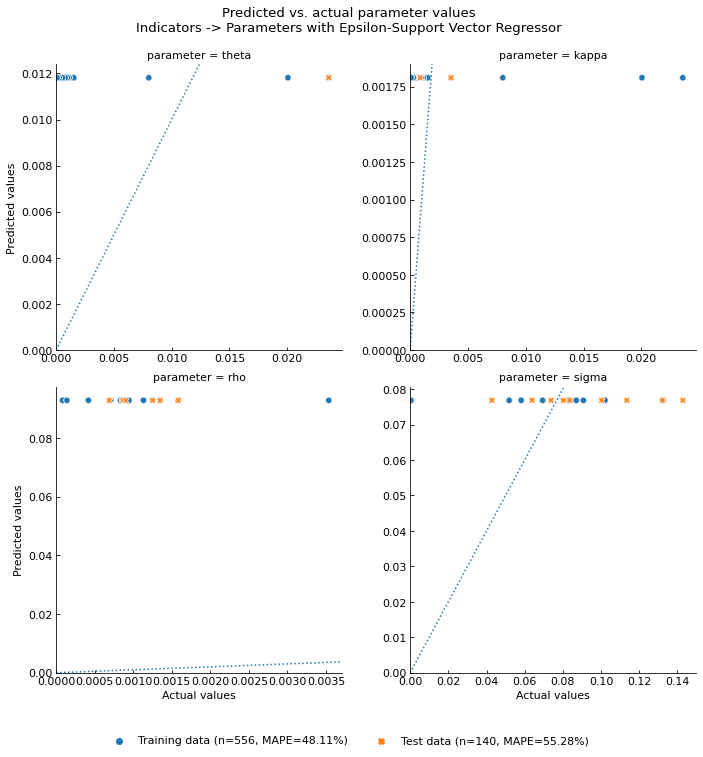 Predicted vs. actual parameter values
Indicators -> Parameters with Epsilon-Support Vector Regressor
parameter = theta
0.012
0.010
0.008
0.006
0.004
0.002
0.000
Predicted values
0.000 0.005 0.010 0.015 0.020
parameter = kappa
0.00175
0.00150
0.00125
0.00100
0.00075
0.00050
0.00025
0.00000
0.000 0.005 0.010 0.015 0.020
parameter = rho
0.08
0.06
0.04
0.02
0.00
Predicted values
0.0000 0.0005 0.0010 0.0015 0.0020 0.0025 0.0030 0.0035
Actual values
parameter = sigma
0.08
0.07
0.06
0.05
0.04
0.03
0.02
0.01
0.00
0.00 0.02 0.04 0.06 0.08 0.10 0.12 0.14
Actual values
Training data (n=556, MAPE=48.11%) Test data (n=140, MAPE=55.28%)